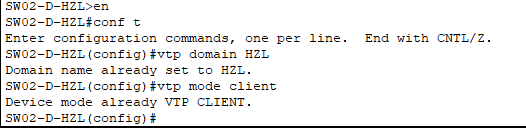 SW02-D-HZL>en
SW02-D-HZL#conf t
Enter configuration commands, one per line.  End with CNTL/Z.
SW02-D-HZL(config)#vtp domain HZL
Domain name already set to HZL.
SW02-D-HZL(config)#vtp mode client
Device mode already VTP CLIENT.
SW02-D-HZL(config)#